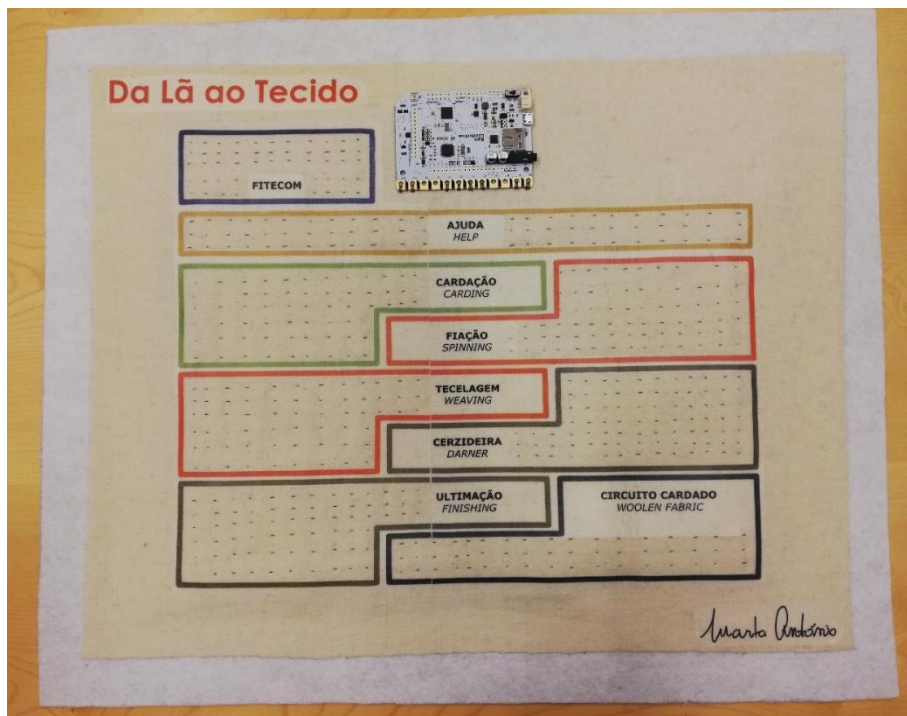 Da Lã ao Tecido
FITECOM
AJUDA
HELP
CARDAÇÃO
CARDING
FIAÇÃO
SPINNING
TECELAGEM
WEAVING
CERZIDEIRA
DARNER
ULTIMAÇÃO
FINISHING
CIRCUITO CARDADO
WOOLEN FABRIC
Marta António